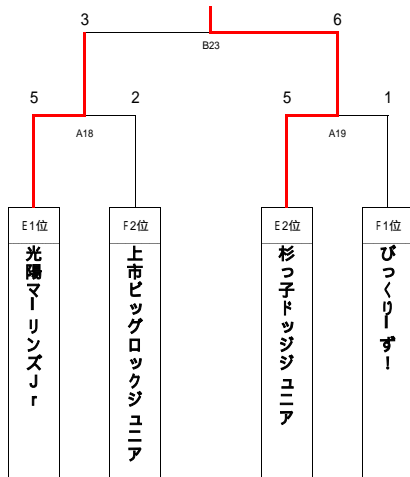 3 6
B23
5 2 5 1
A18 A19
E1位 F2位 E2位 F1位
光陽マーリンズJr
上市ビッグロックジュニア
杉っ子ドッジジュニア
びっくりーず!